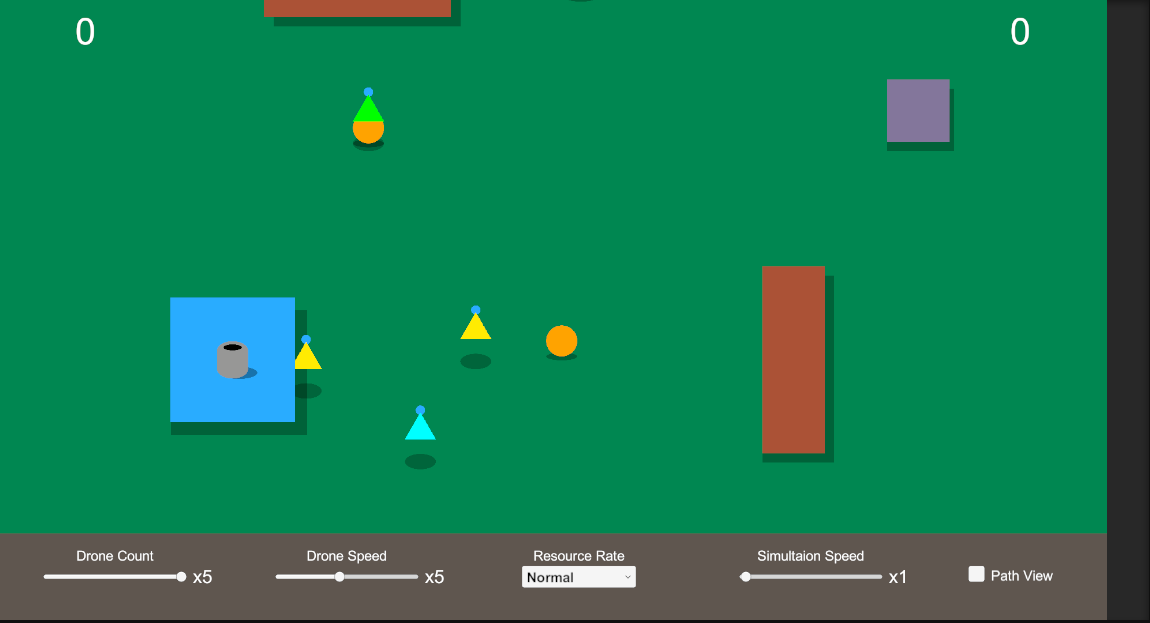 0
0
Drone Count
x5
Drone Speed
x5
Resource Rate
Normal
Simultaion Speed
x1
Path View